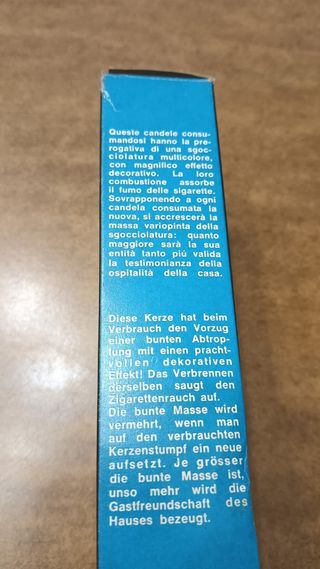 Queste candele consu-
mandosi hanno la pre-
rogativa di una sgoc-
ciolatura multicolore,
con magnifico effetto
decorativo. La loro
combustione assorbe
il fumo delle sigarette.
Sovrapponendo a ogni
candela consumata la
nuova, si accrescerà la
massa variopinta della
sgocciolatura: quanto
maggiore sarà la sua
entità tanto più valida
la testimonianza della
ospitalità della casa.
Diese Kerze hat beim
Verbrauch den Vorzug
einer bunten Abtrop-
fung mit einen pracht-
vollen dekorativen
Effekt! Das Verbrennen
derselben saugt den
Zigarettenrauch auf.
Die bunte Masse wird
vermehrt, wenn man
auf den verbrauchten
Kerzenstumpf ein neue
aufsetzt. Je grösser
die bunte Masse ist,
unso mehr wird die
Gastfreundschaft des
Hauses bezeugt.